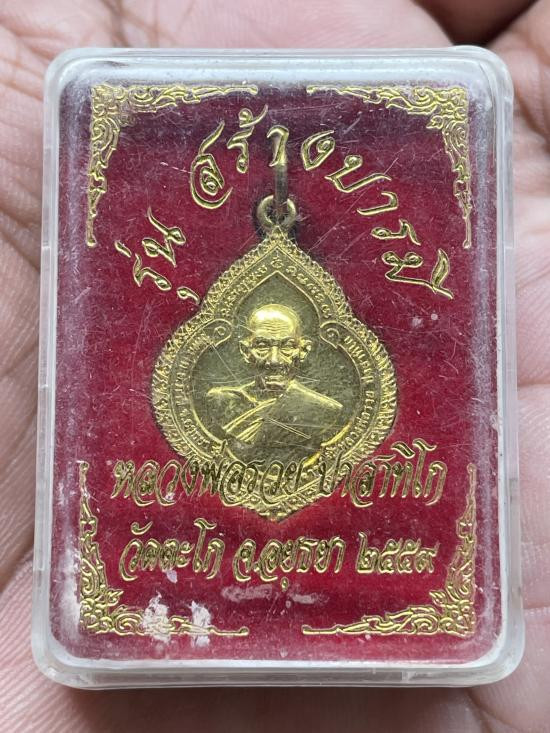 รุ่น สร้างบารมี
หลวงพ่อรวย ปาสาทิโก
วัดตะโก จ.อยุธยา ๒๕๕๙